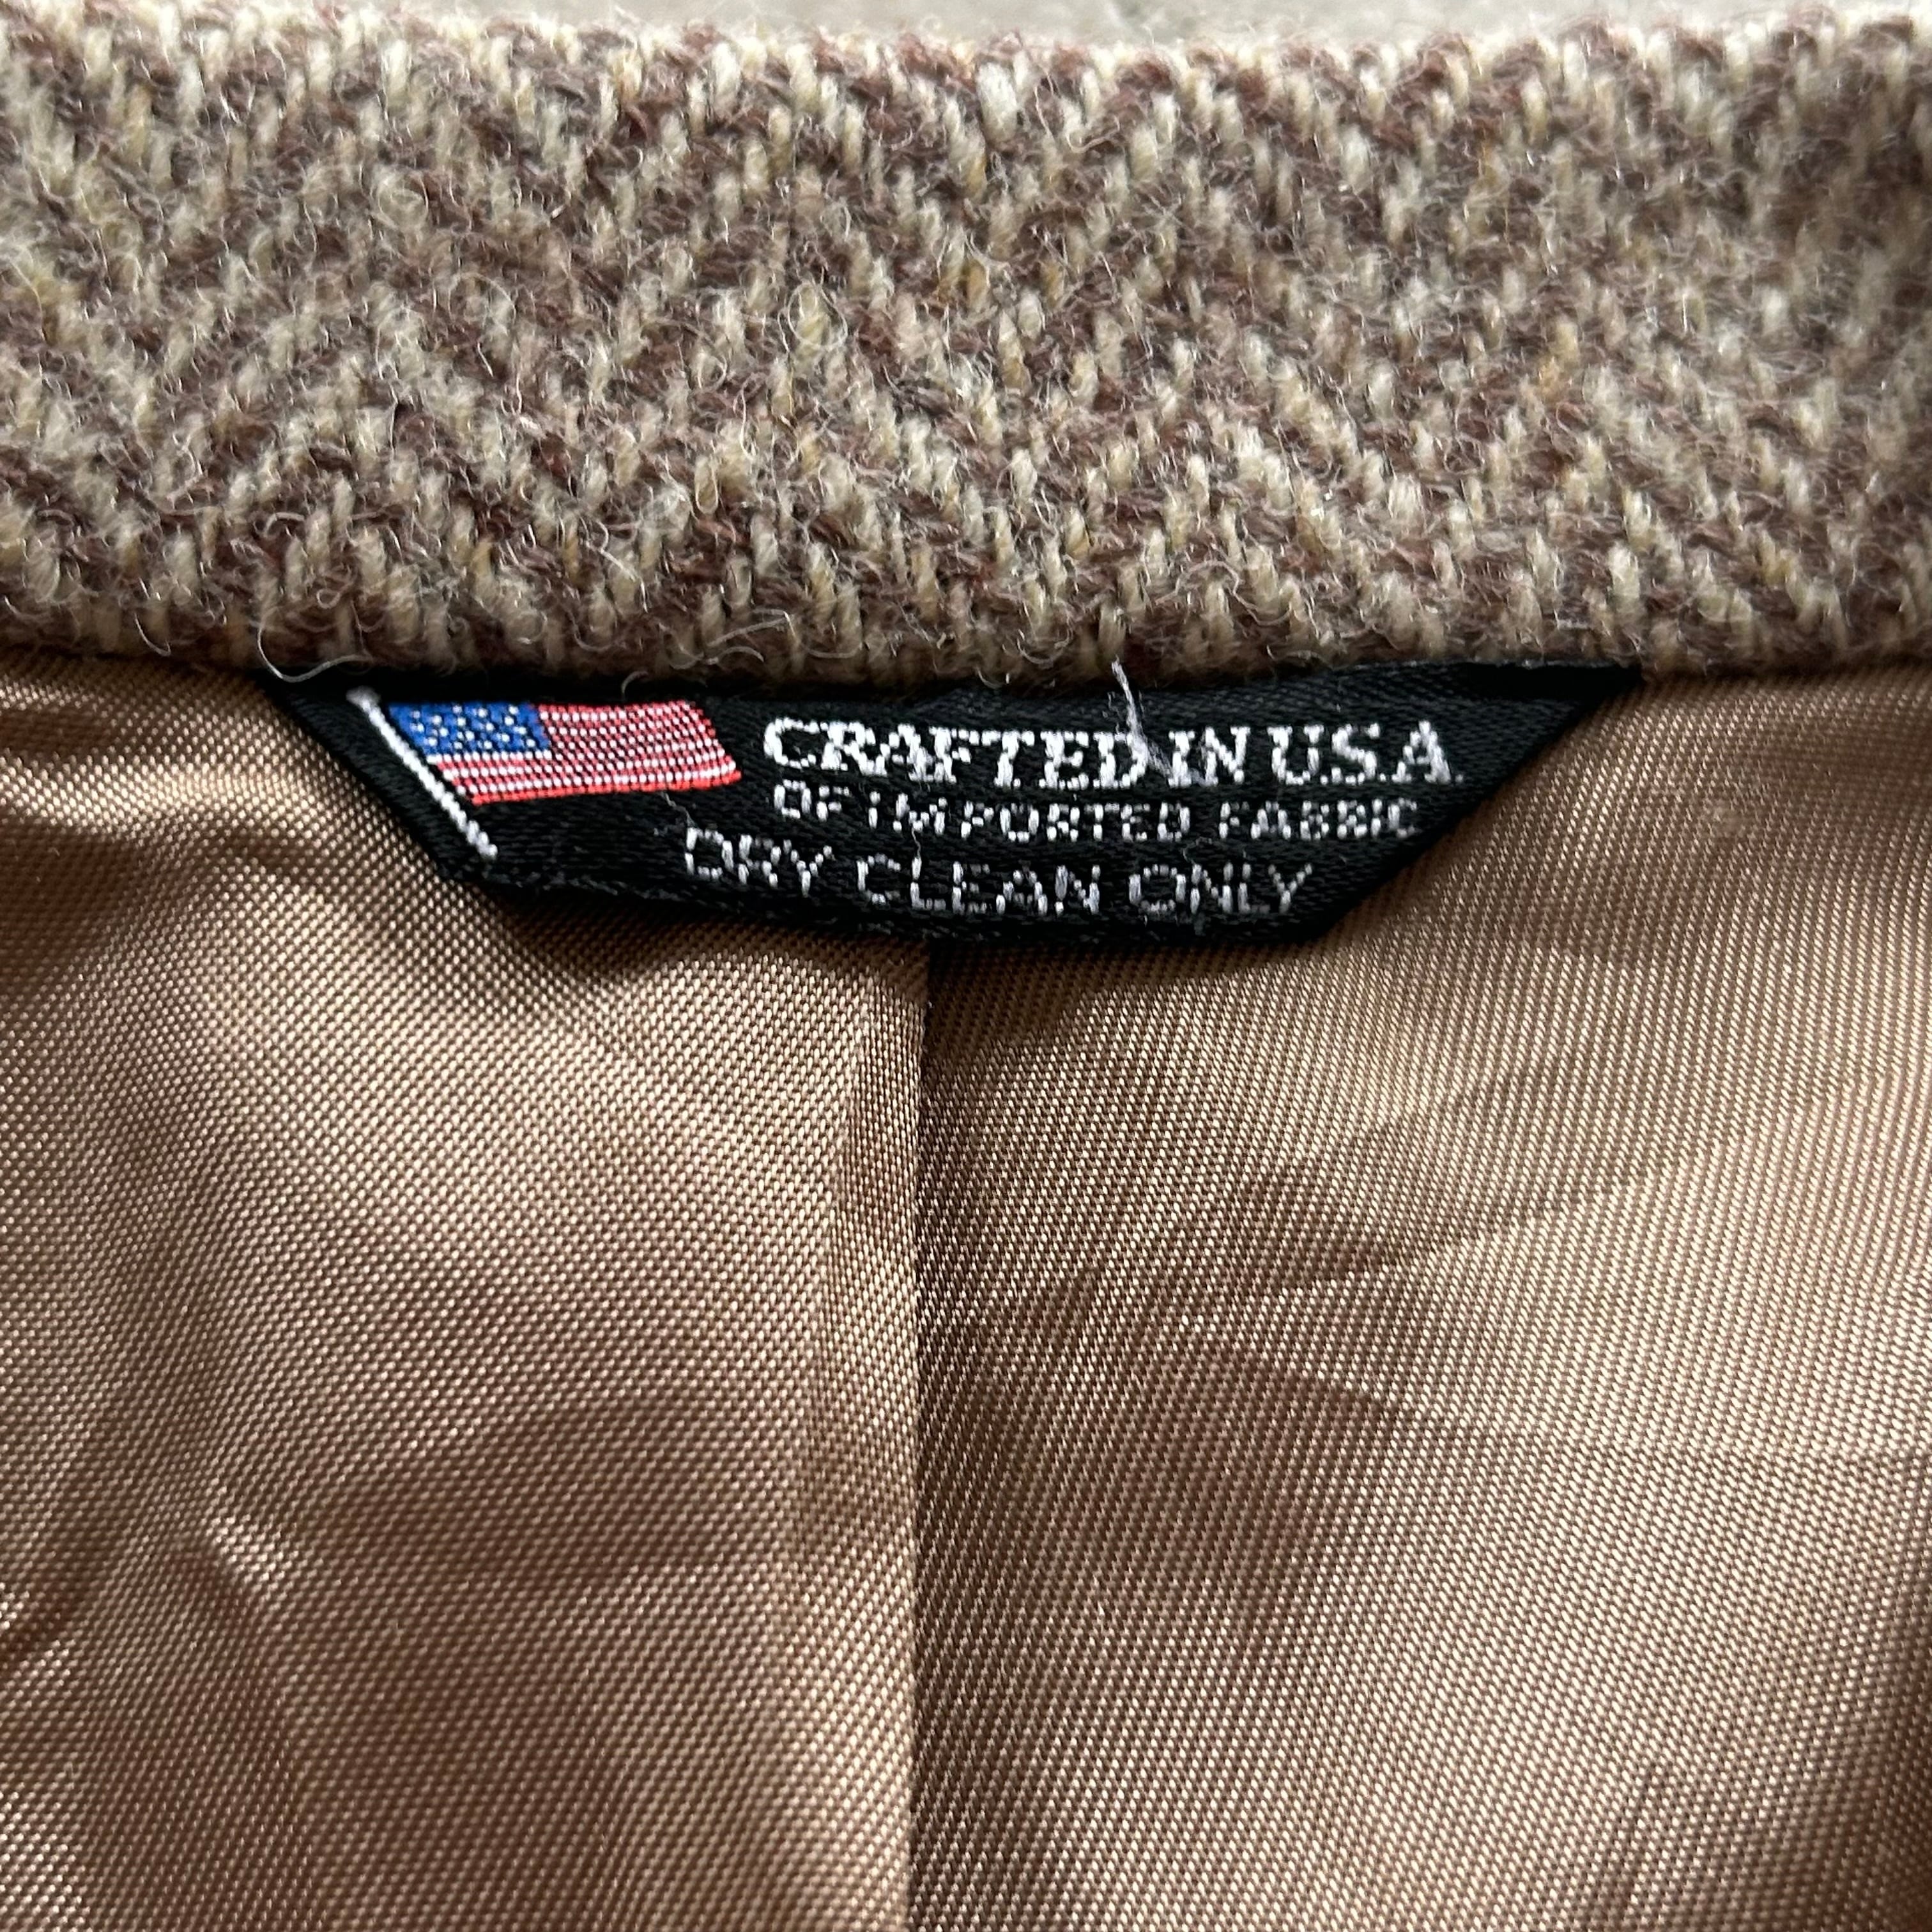 CRAFTED IN U.S.A.
OF IMPORTED FABRIC
DRY CLEAN ONLY